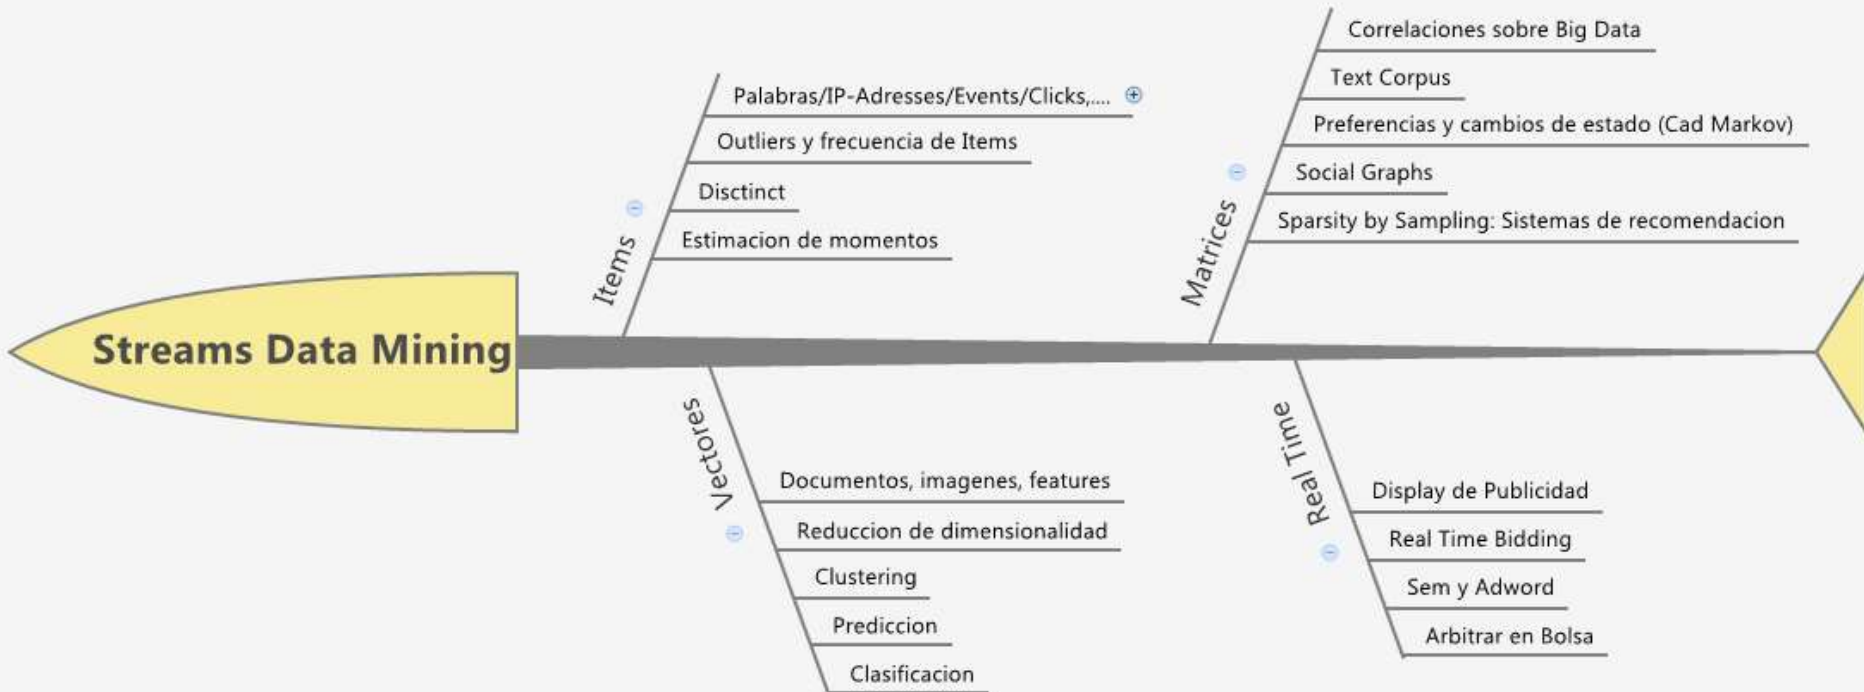 Streams Data Mining
Items
Palabras/IP-Adresses/Events/Clicks,....
Outliers y frecuencia de Items
Disctinct
Estimacion de momentos
Matrices
Correlaciones sobre Big Data
Text Corpus
Preferencias y cambios de estado (Cad Markov)
Social Graphs
Sparsity by Sampling: Sistemas de recomendacion
Vectores
Documentos, imagenes, features
Reduccion de dimensionalidad
Clustering
Prediccion
Clasificacion
Real Time
Display de Publicidad
Real Time Bidding
Sem y Adword
Arbitrar en Bolsa